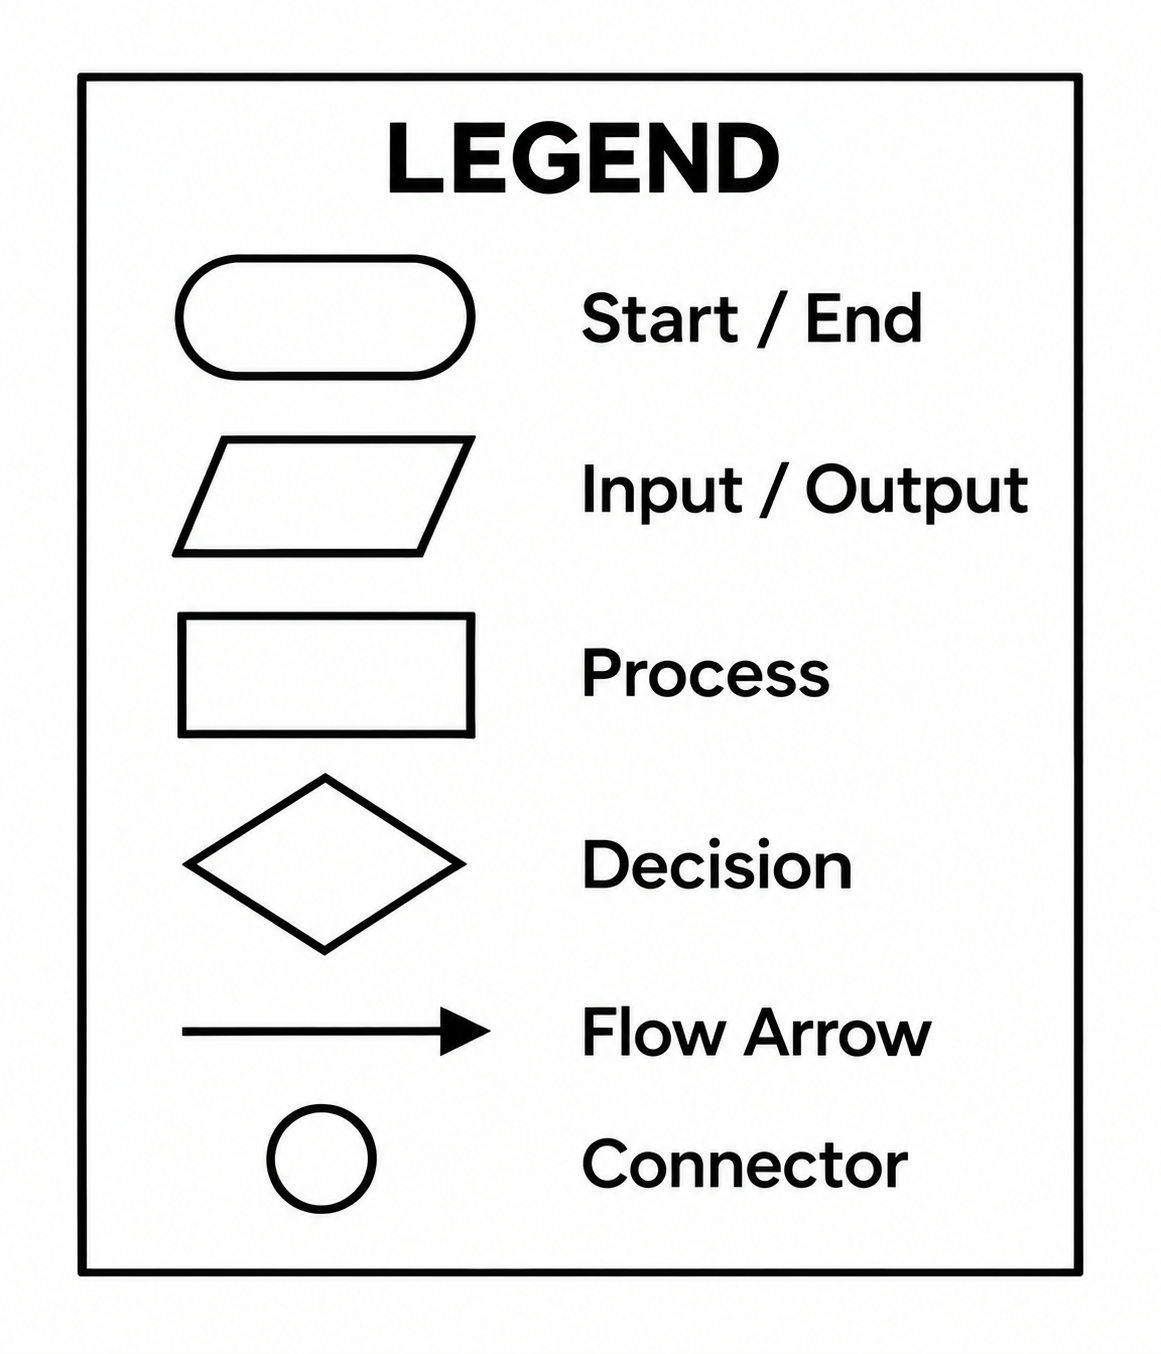 LEGEND
Start / End
Input / Output
Process
Decision
Flow Arrow
Connector